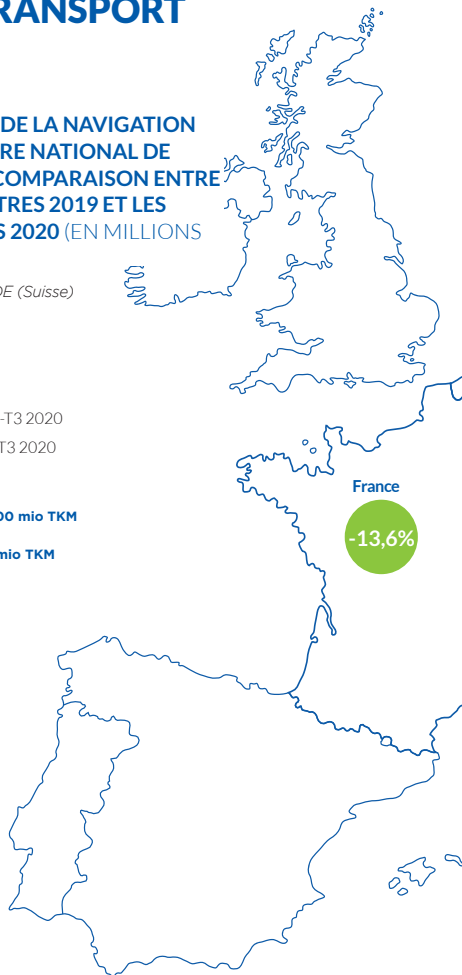 RANSPORT
DE LA NAVIGATION
RE NATIONAL DE
COMPARAISON ENTRE
TRES 2019 ET LES
S 2020 (EN MILLIONS
DE (Suisse)
-T3 2020
T3 2020
00 mio TKM
mio TKM
France
-13,6%